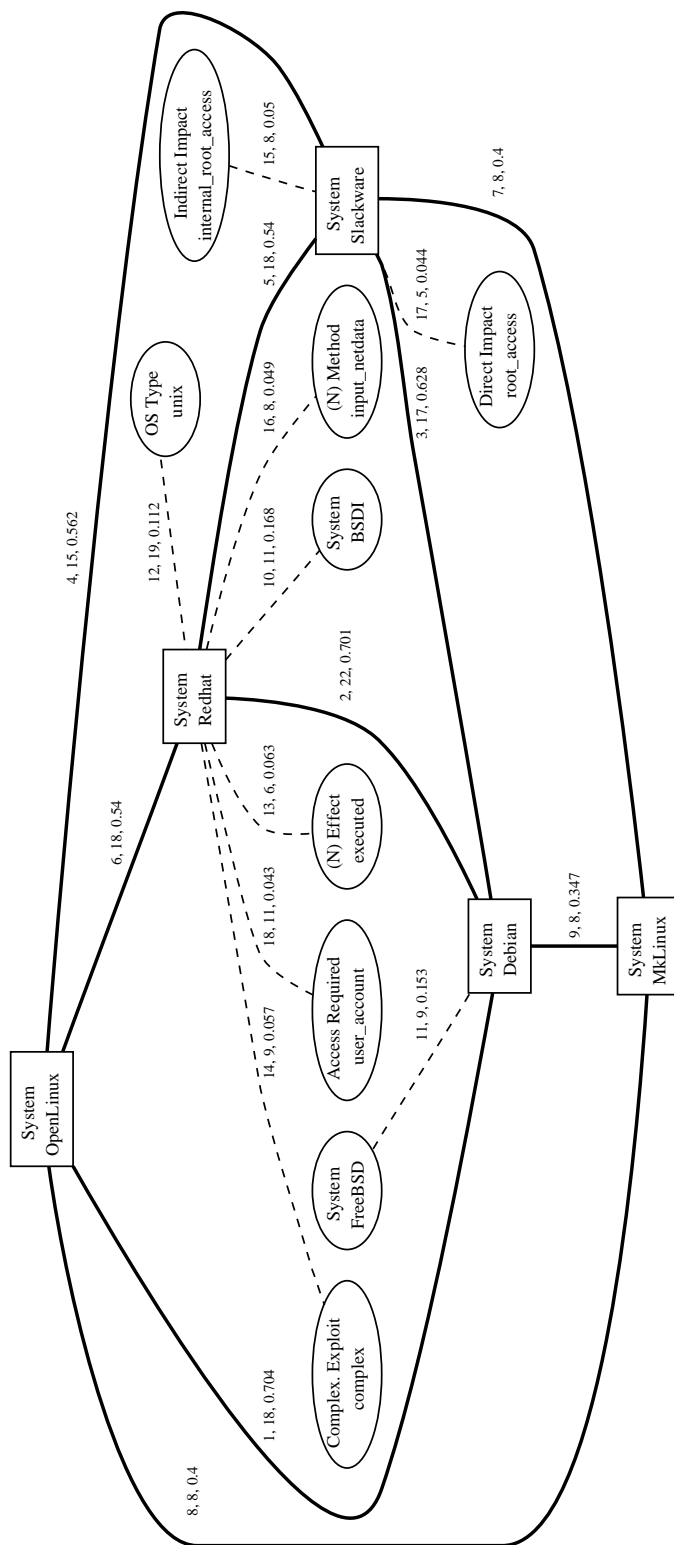 System
OpenLinux
4, 15, 0.562
6, 18, 0.54
12, 19, 0.112
OS Type
unix
Indirect Impact
internal_root_access
8, 8, 0.4
System
Redhat
1, 18, 0.704
14, 9, 0.057
18, 11, 0.043
13, 6, 0.063
10, 11, 0.168
16, 8, 0.049
5, 18, 0.54
15, 8, 0.05
2, 22, 0.701
Complex. Exploit
complex
System
FreeBSD
Access Required
user_account
(N) Effect
executed
System
BSDI
(N) Method
input_netdata
System
Slackware
11, 9, 0.153
3, 17, 0.628
17, 5, 0.044
System
Debian
Direct Impact
root_access
7, 8, 0.4
9, 8, 0.347
System
MkLinux